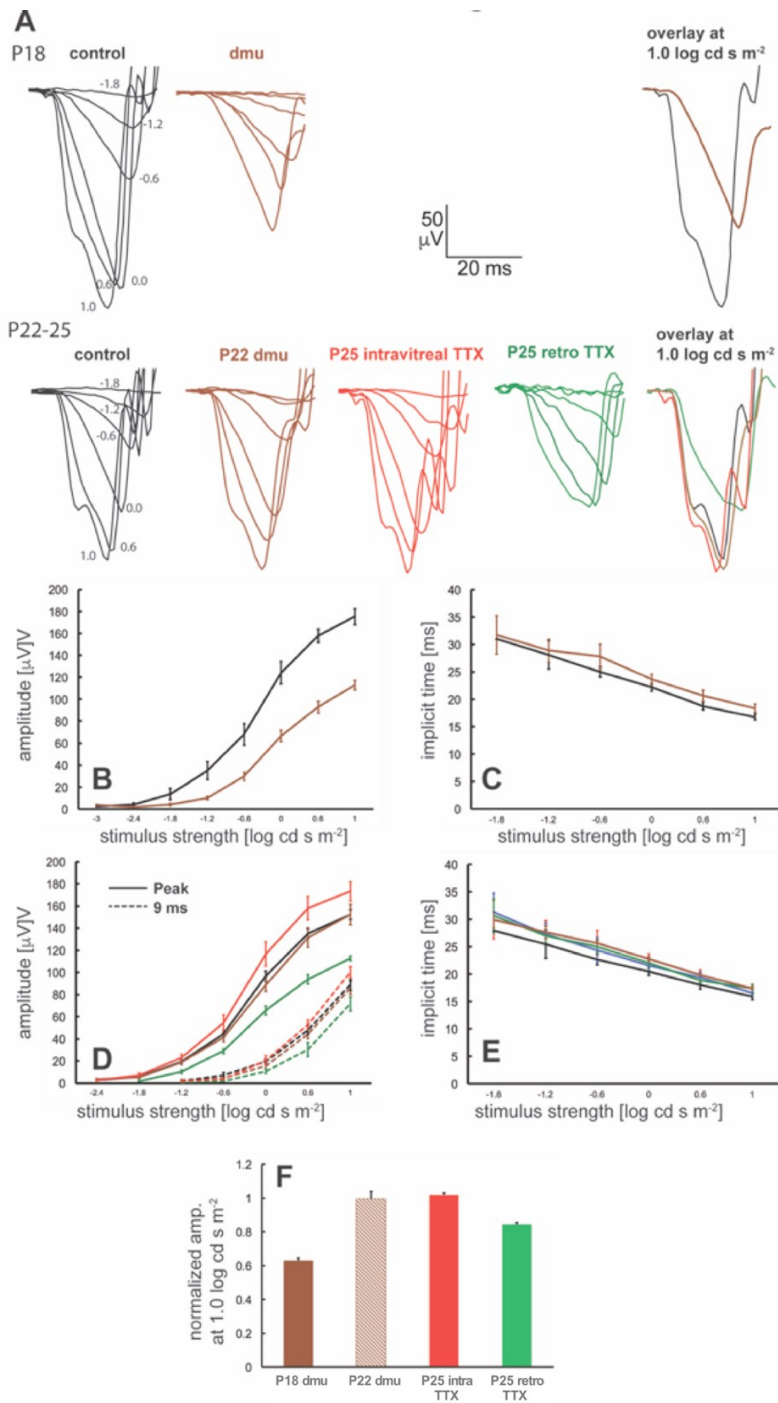 A
P18
control
dmu
overlay at
1.0 log cd s m-2
-1.8
-1.2
-0.6
0.0
0.6
1.0
50
µV
20 ms
P22-25
control
P22 dmu
P25 intravitreal TTX
P25 retro TTX
overlay at
1.0 log cd s m-2
-1.8
-1.2
-0.6
0.0
0.6
1.0
200
180
160
140
120
100
80
60
40
20
0
amplitude [µV]V
B
-3 -2.4 -1.8 -1.2 -0.6 0 0.6 1
stimulus strength [log cd s m-2]
40
35
30
25
20
15
10
5
0
implicit time [ms]
C
-1.8 -1.2 -0.6 0 0.6 1
stimulus strength [log cd s m-2]
200
180
160
140
120
100
80
60
40
20
0
amplitude [µV]V
Peak
9 ms
D
-2.4 -1.8 -1.2 -0.6 0 0.6 1
stimulus strength [log cd s m-2]
40
35
30
25
20
15
10
5
0
implicit time [ms]
E
-1.8 -1.2 -0.6 0 0.6 1
stimulus strength [log cd s m-2]
F
1.2
1
0.8
0.6
0.4
0.2
0
normalized amp.
at 1.0 log cd s m-2
P18 dmu P22 dmu P25 intra P25 retro
TTX TTX